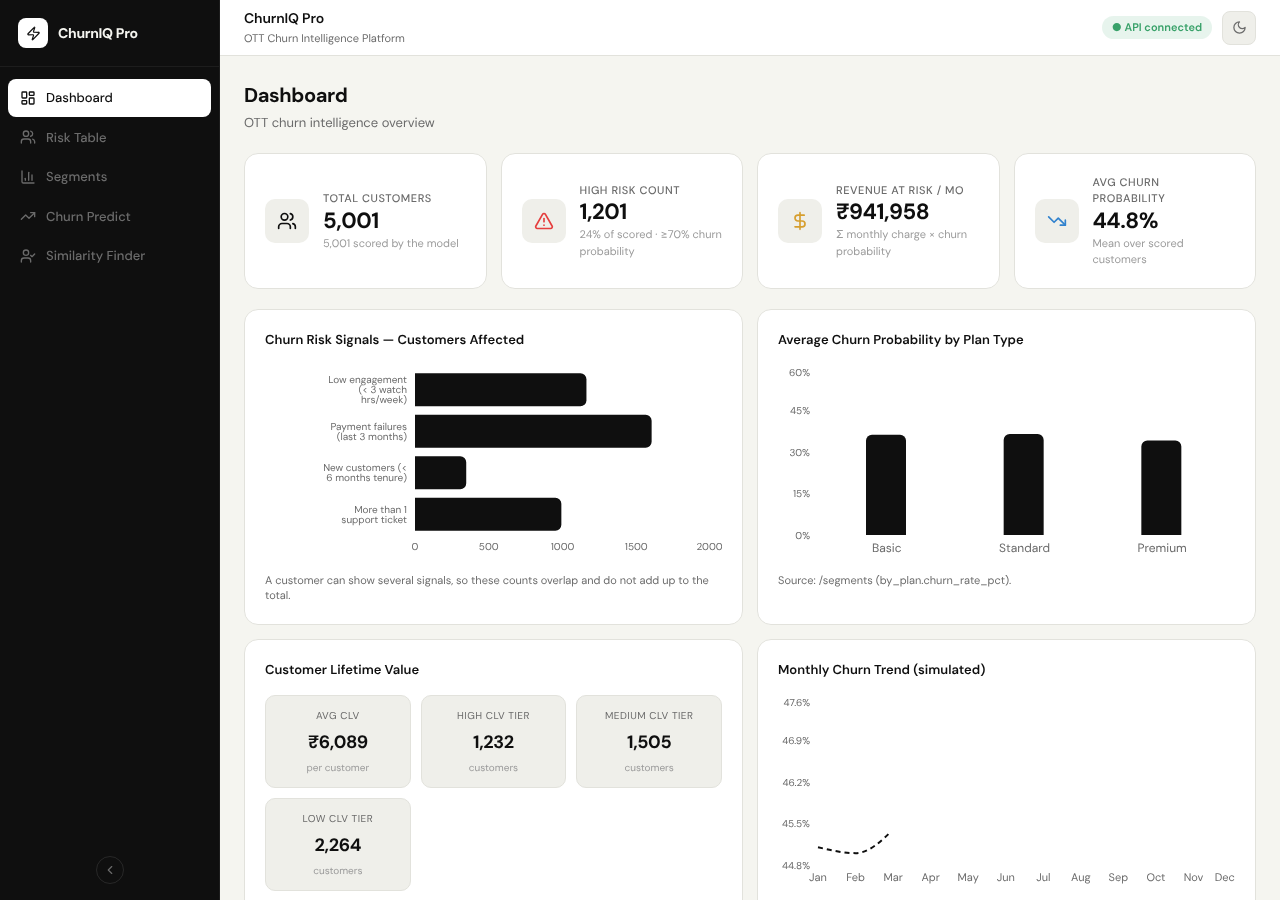 ChurnIQ Pro
Dashboard
Risk Table
Segments
Churn Predict
Similarity Finder
ChurnIQ Pro
OTT Churn Intelligence Platform
API connected
Dashboard
OTT churn intelligence overview
TOTAL CUSTOMERS
5,001
5,001 scored by the model
HIGH RISK COUNT
1,201
24% of scored · ≥70% churn
probability
REVENUE AT RISK / MO
₹941,958
Σ monthly charge × churn
probability
AVG CHURN
PROBABILITY
44.8%
Mean over scored
customers
Churn Risk Signals — Customers Affected
Low engagement
(< 3 watch
hrs/week)
Payment failures
(last 3 months)
New customers (<
6 months tenure)
More than 1
support ticket
0 500 1000 1500 2000
A customer can show several signals, so these counts overlap and do not add up to the
total.
Average Churn Probability by Plan Type
60%
45%
30%
15%
0%
Basic Standard Premium
Source: /segments (by_plan.churn_rate_pct).
Customer Lifetime Value
AVG CLV
₹6,089
per customer
HIGH CLV TIER
1,232
customers
MEDIUM CLV TIER
1,505
customers
LOW CLV TIER
2,264
customers
Monthly Churn Trend (simulated)
47.6%
46.9%
46.2%
45.5%
44.8%
Jan Feb Mar Apr May Jun Jul Aug Sep Oct Nov Dec